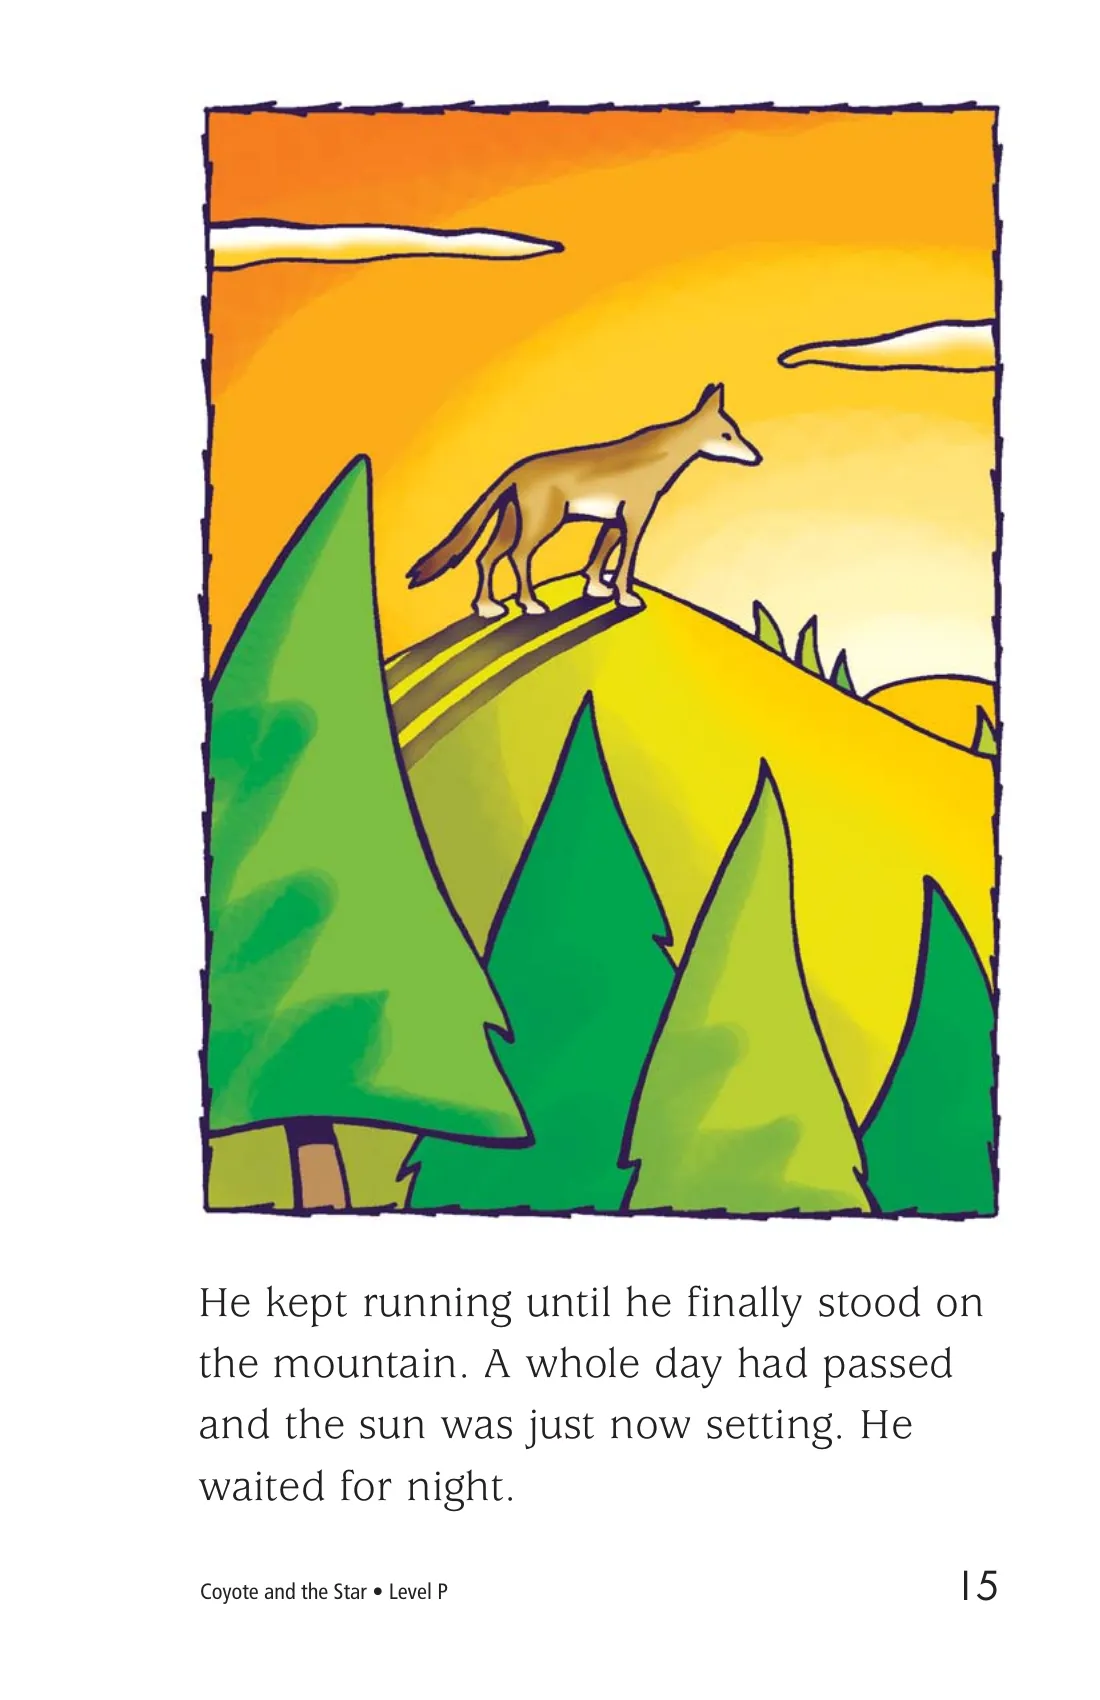 He kept running until he finally stood on
the mountain. A whole day had passed
and the sun was just now setting. He
waited for night.
Coyote and the Star • Level P
15